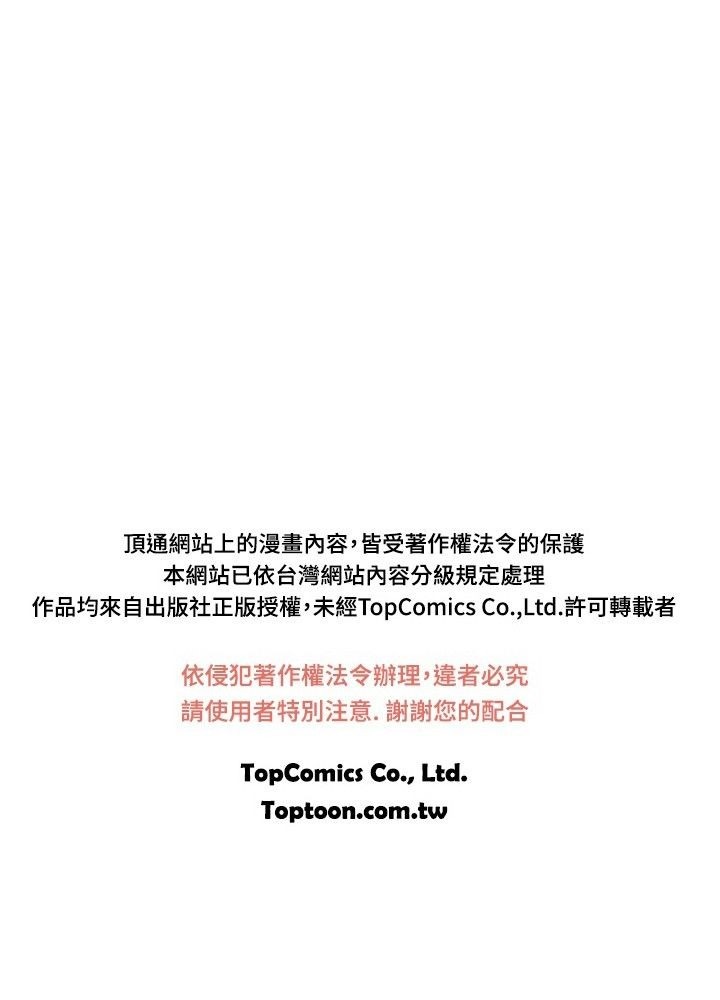 頂通網站上的漫畫內容，皆受著作權法令的保護
本網站已依台灣網站內容分級規定處理
作品均來自出版社正版授權，未經TopComics Co.,Ltd.許可轉載者
依侵犯著作權法令辦理，違者必究
請使用者特別注意. 謝謝您的配合
TopComics Co., Ltd.
Toptoon.com.tw